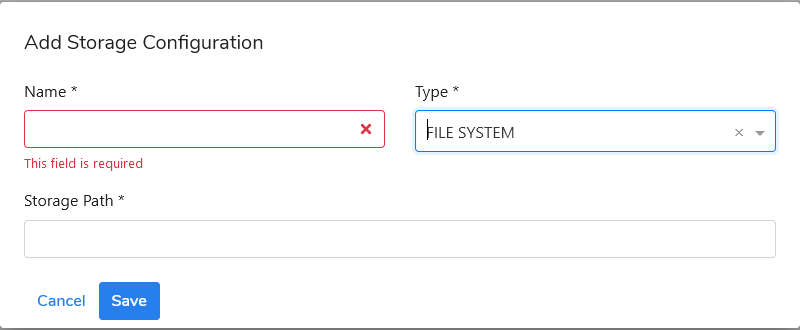 Add Storage Configuration
Name * Type *
FILE SYSTEM
This field is required
Storage Path *
Cancel Save